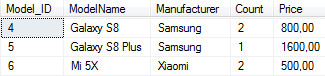 Model_ID ModelName Manufacturer Count Price
4 Galaxy S8 Samsung 2 800,00
5 Galaxy S8 Plus Samsung 1 1600,00
6 Mi 5X Xiaomi 2 500,00